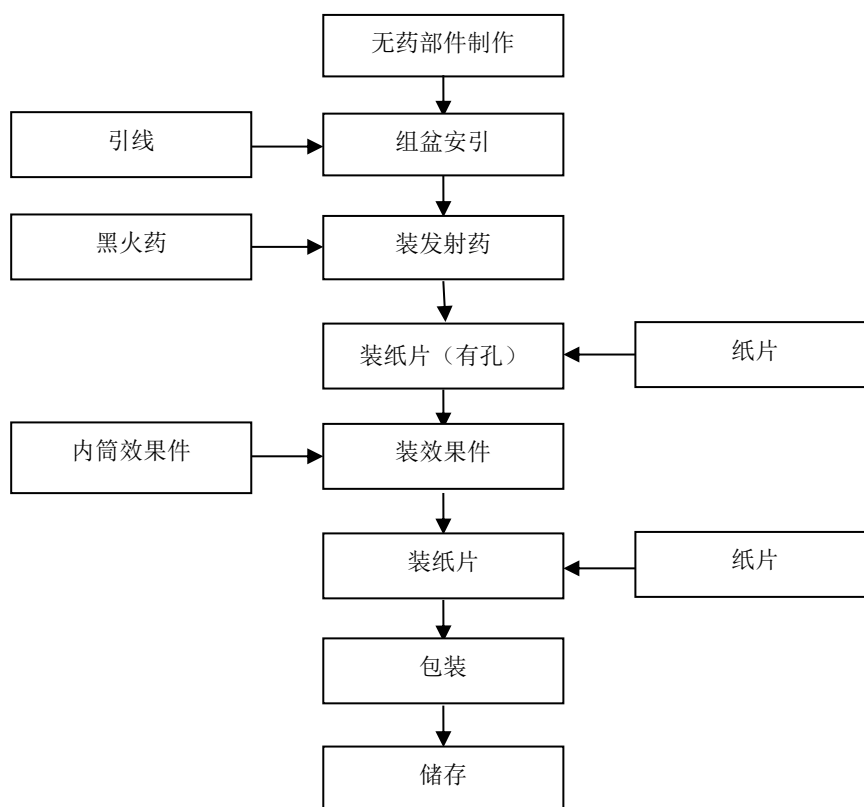 无药部件制作
引线
组盆安引
黑火药
装发射药
装纸片（有孔）
纸片
内筒效果件
装效果件
装纸片
纸片
包装
储存